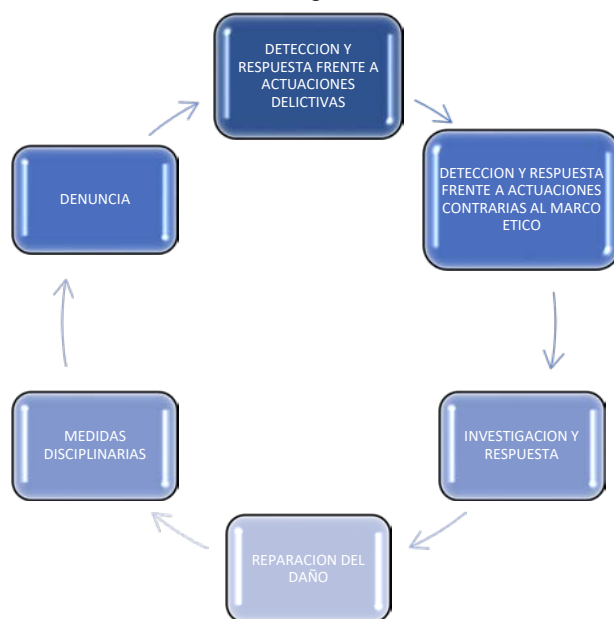 DETECCION Y
RESPUESTA FRENTE A
ACTUACIONES
DELICTIVAS
DETECCION Y RESPUESTA
FRENTE A ACTUACIONES
CONTRARIAS AL MARCO
ETICO
INVESTIGACION Y
RESPUESTA
REPARACION DEL
DAÑO
MEDIDAS
DISCIPLINARIAS
DENUNCIA